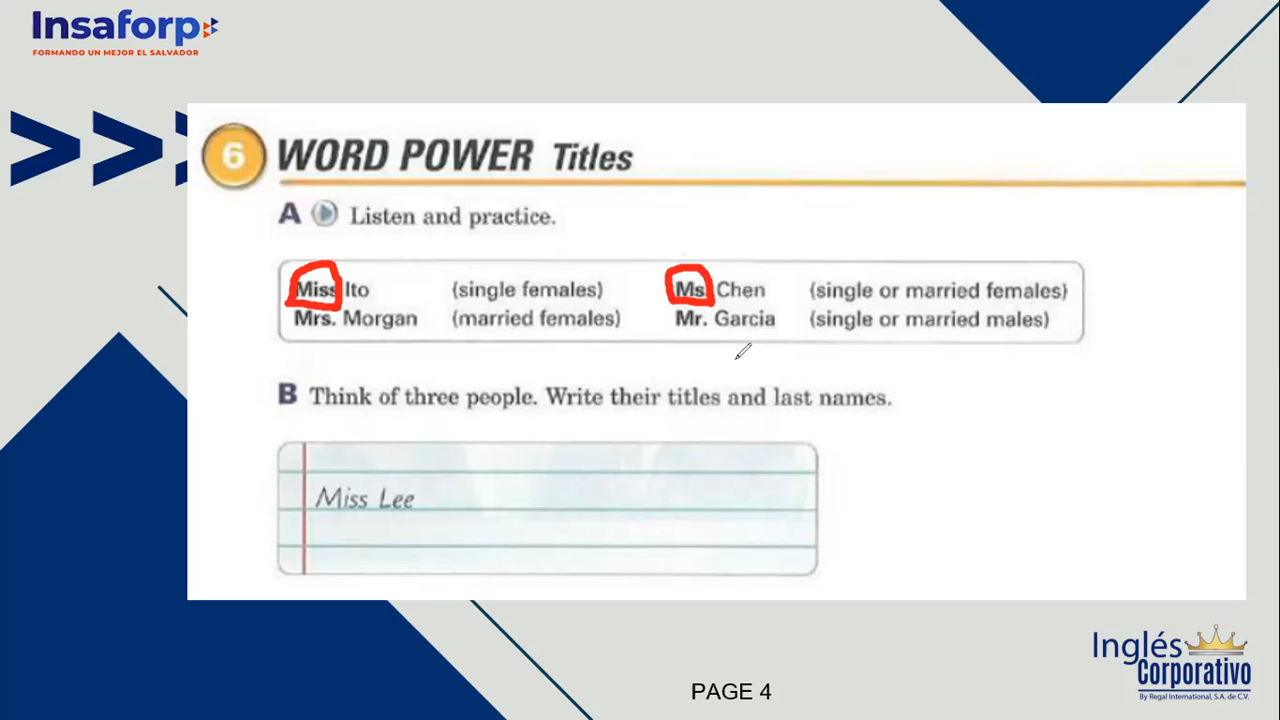 Insaforp
FORMANDO UN MEJOR EL SALVADOR
6 WORD POWER Titles
A Listen and practice.
Miss Ito (single females) Ms. Chen (single or married females)
Mrs. Morgan (married females) Mr. Garcia (single or married males)
B Think of three people. Write their titles and last names.
Miss Lee
Inglés
Corporativo
By Regal International, S.A. de C.V.
PAGE 4